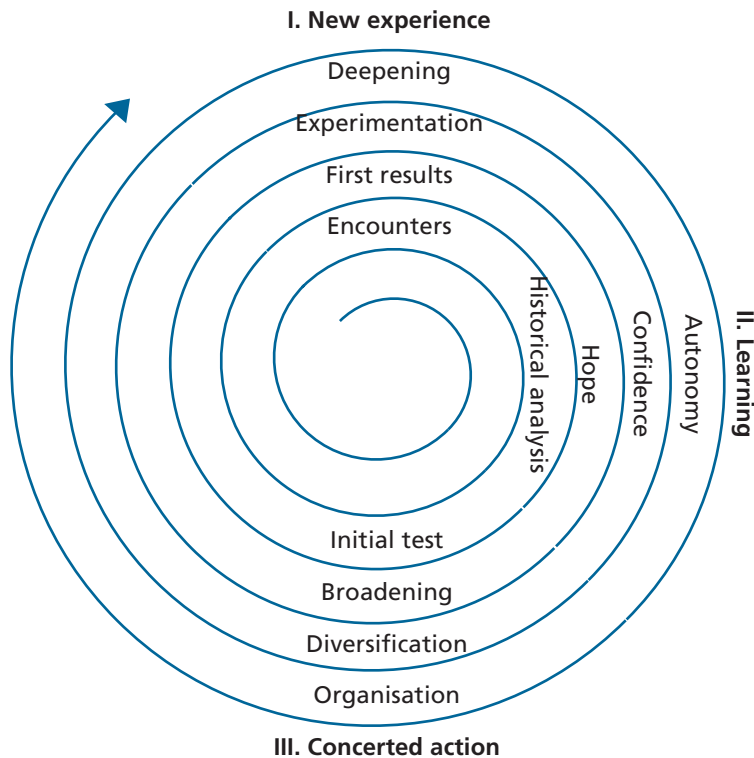 I. New experience
Deepening
Experimentation
First results
Encounters
Historical analysis
Hope
Confidence
Autonomy
II. Learning
Initial test
Broadening
Diversification
Organisation
III. Concerted action